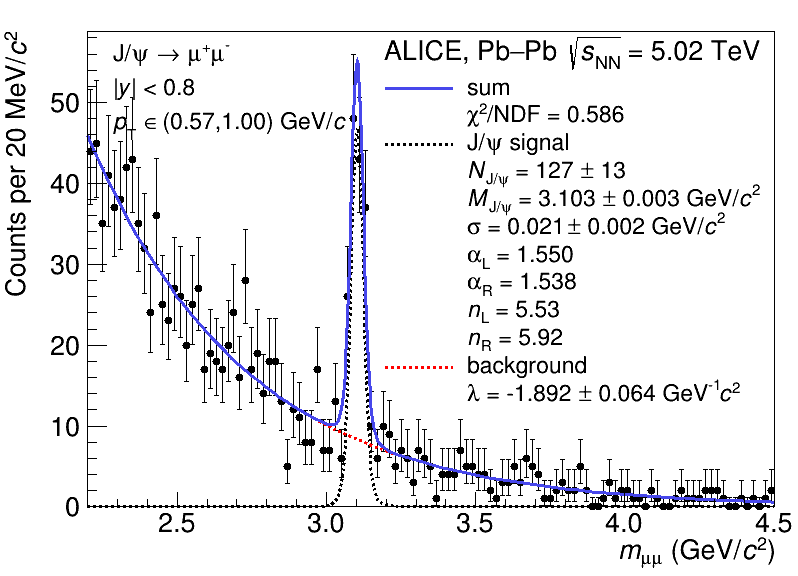 J/ψ → μ⁺μ⁻
|y| < 0.8
p_T ∈ (0.57,1.00) GeV/c
ALICE, Pb–Pb √s_NN = 5.02 TeV
sum
χ²/NDF = 0.586
J/ψ signal
N_J/ψ = 127 ± 13
M_J/ψ = 3.103 ± 0.003 GeV/c²
σ = 0.021 ± 0.002 GeV/c²
α_L = 1.550
α_R = 1.538
n_L = 5.53
n_R = 5.92
background
λ = -1.892 ± 0.064 GeV⁻¹c²
Counts per 20 MeV/c²
50
40
30
20
10
0
2.5 3.0 3.5 4.0 4.5
m_μμ (GeV/c²)